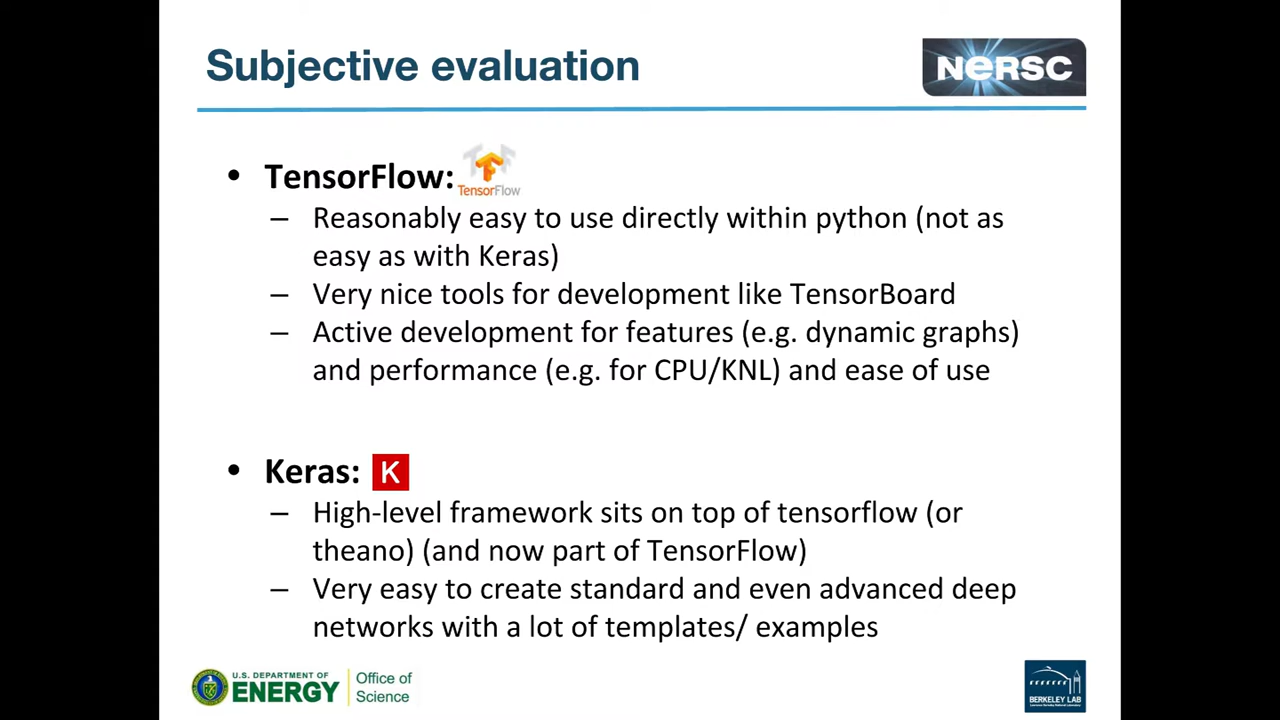 Subjective evaluation
NERSC
• TensorFlow:
TensorFlow
– Reasonably easy to use directly within python (not as
easy as with Keras)
– Very nice tools for development like TensorBoard
– Active development for features (e.g. dynamic graphs)
and performance (e.g. for CPU/KNL) and ease of use
• Keras: K
– High-level framework sits on top of tensorflow (or
theano) (and now part of TensorFlow)
– Very easy to create standard and even advanced deep
networks with a lot of templates/ examples
U.S. DEPARTMENT OF
ENERGY
Office of
Science
BERKELEY LAB